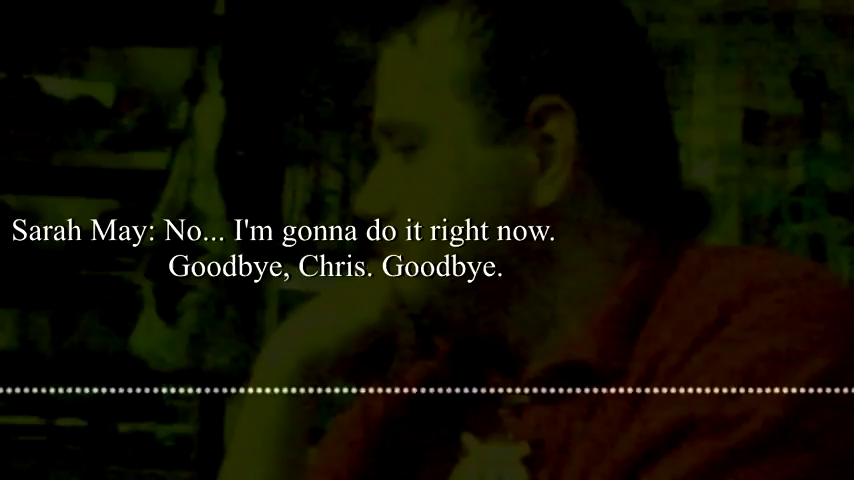 Sarah May: No... I'm gonna do it right now.
Goodbye, Chris. Goodbye.